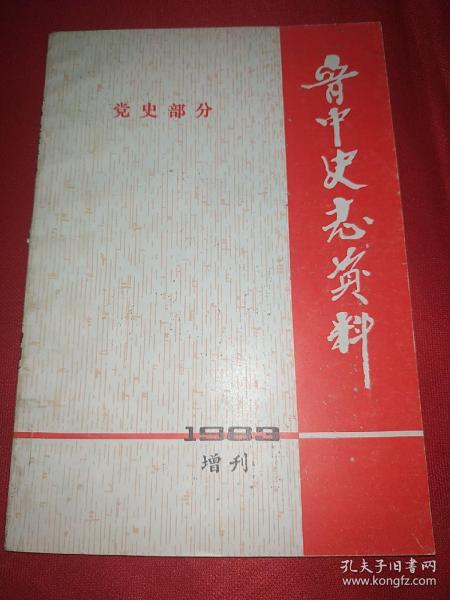 党史部分
晋中史志资料
1983
增刊
孔夫子旧书网
www.kongfz.com